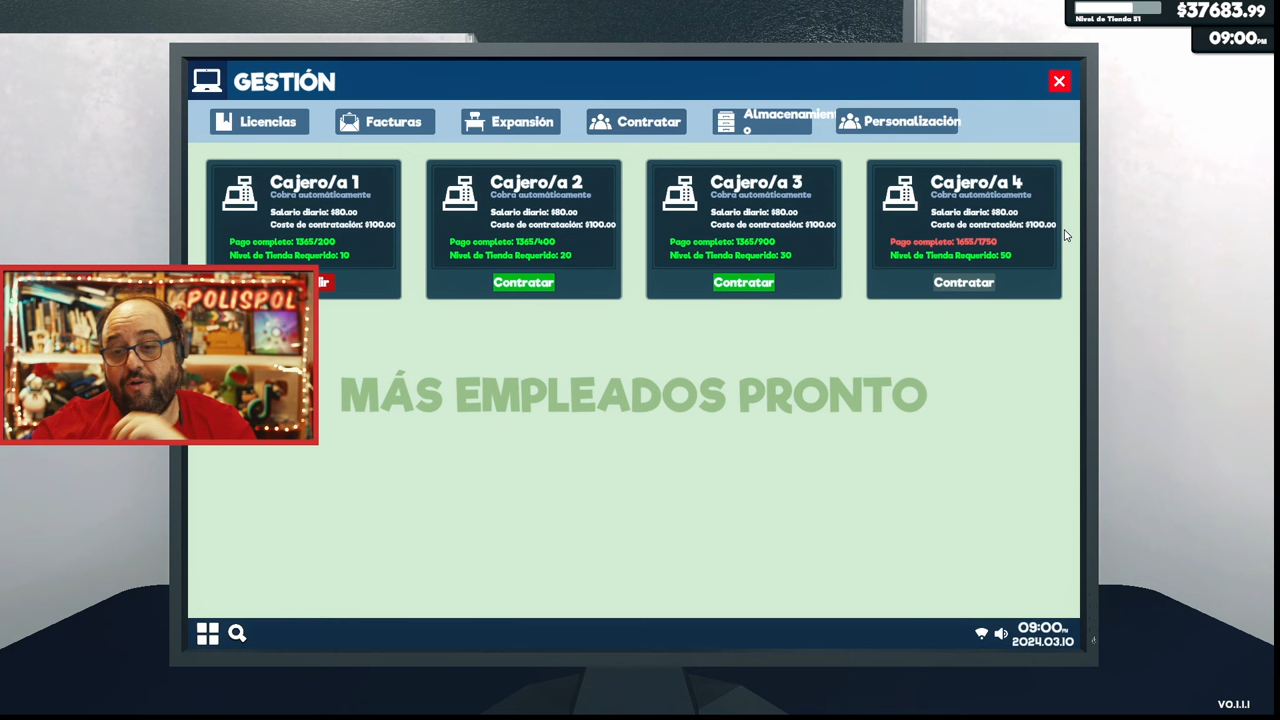 $37683.99
Nivel de Tienda 51
09:00PM
GESTIÓN
Licencias
Facturas
Expansión
Contratar
Almacenamient
o
Personalización
Cajero/a 1
Cobra automáticamente
Salario diario: $80.00
Coste de contratación: $100.00
Pago completo: 1365/200
Nivel de Tienda Requerido: 10
ir
Cajero/a 2
Cobra automáticamente
Salario diario: $80.00
Coste de contratación: $100.00
Pago completo: 1365/400
Nivel de Tienda Requerido: 20
Contratar
Cajero/a 3
Cobra automáticamente
Salario diario: $80.00
Coste de contratación: $100.00
Pago completo: 1365/900
Nivel de Tienda Requerido: 30
Contratar
Cajero/a 4
Cobra automáticamente
Salario diario: $80.00
Coste de contratación: $100.00
Pago completo: 1655/1750
Nivel de Tienda Requerido: 50
Contratar
POLISPOL
MÁS EMPLEADOS PRONTO
09:00PM
2024.03.10
V0.1.1.1